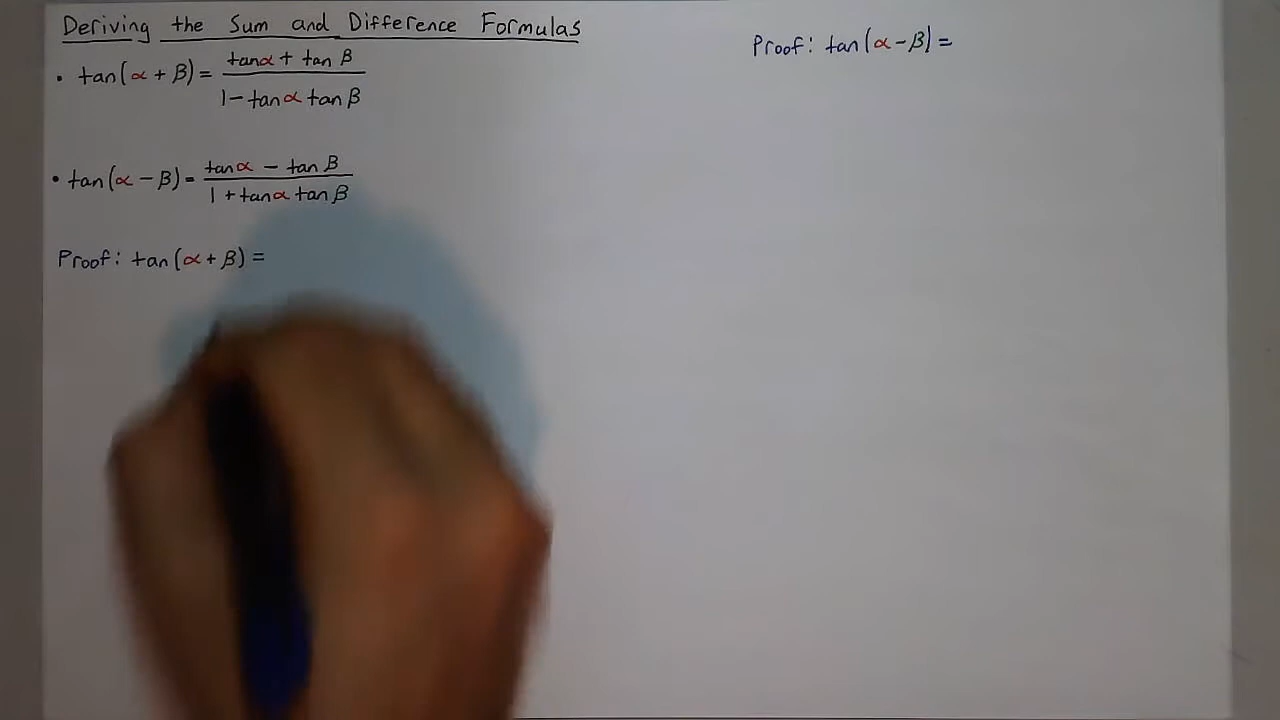 Deriving the Sum and Difference Formulas
• tan(α + β) = tanα + tan β
1 - tanα tan β
• tan(α - β) = tanα - tan β
1 + tanα tan β
Proof: tan(α + β) =
Proof: tan(α - β) =